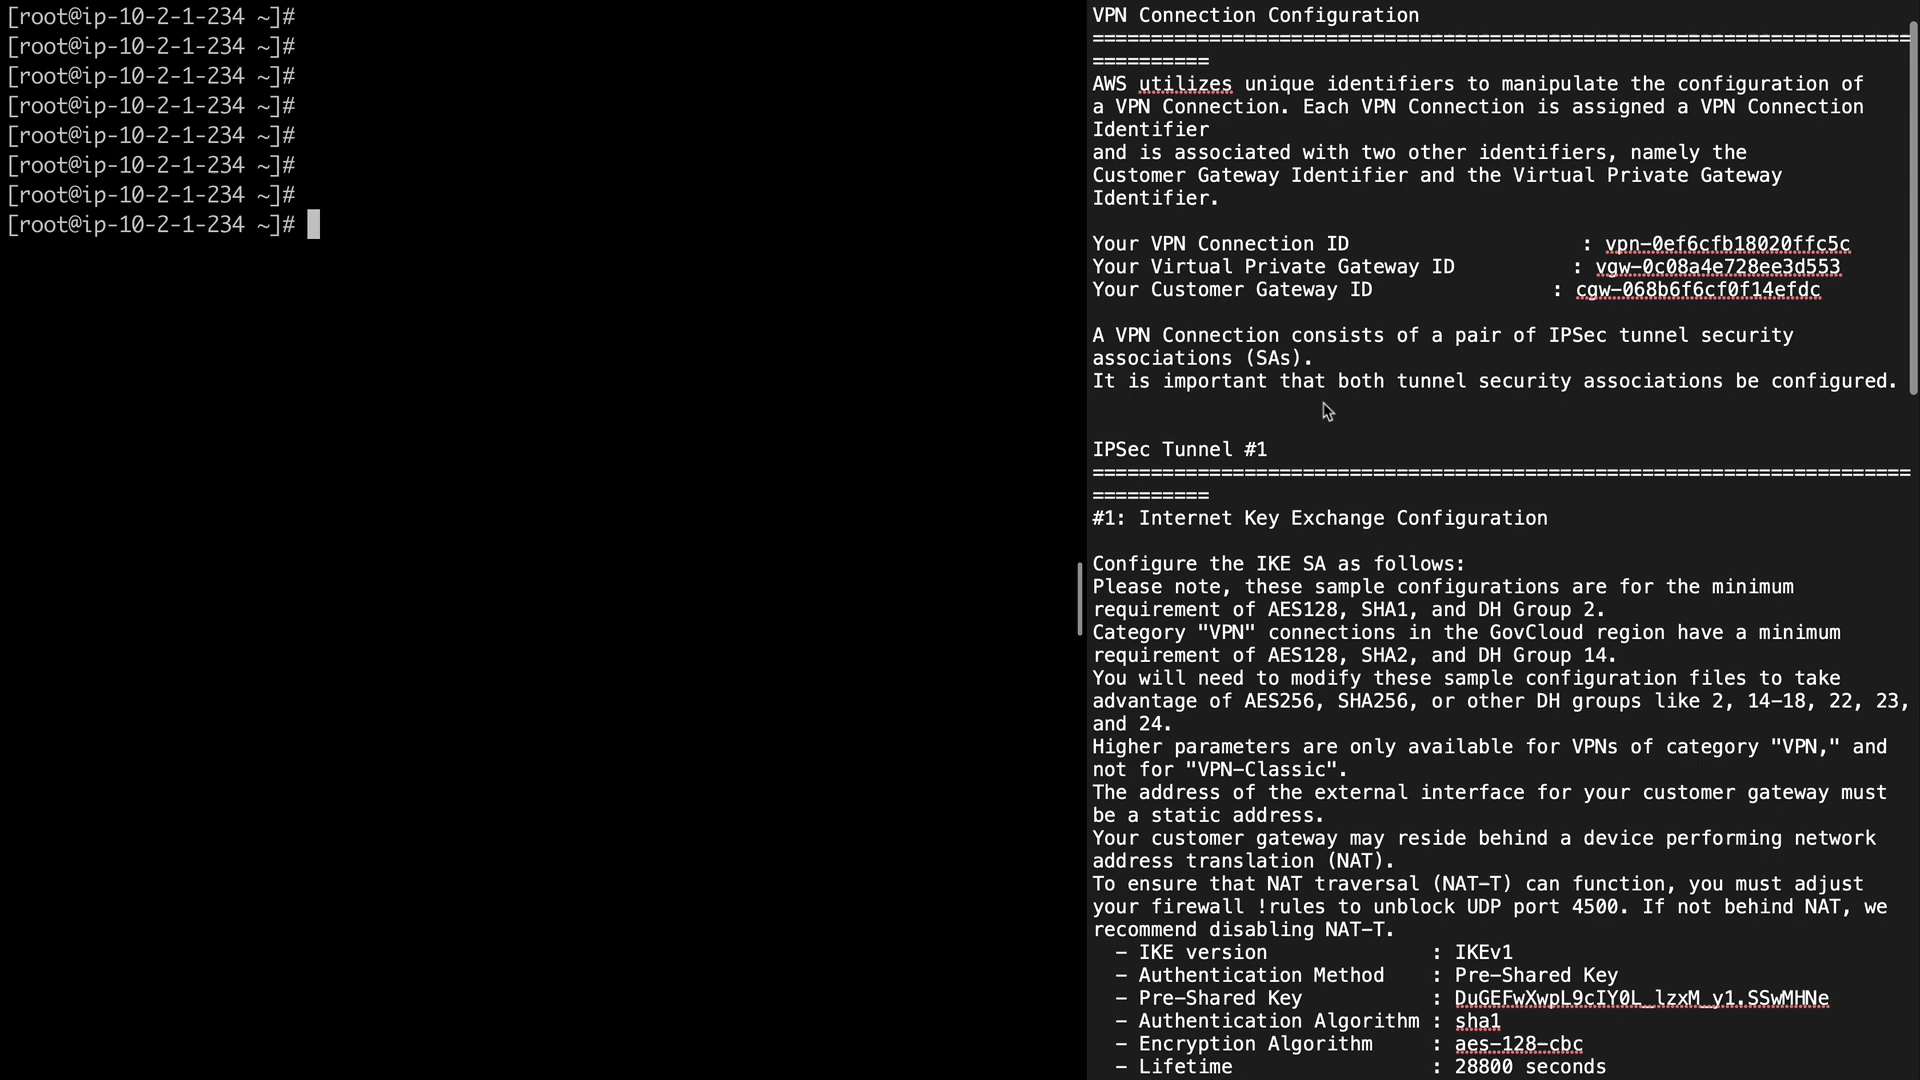 [root@ip-10-2-1-234 ~]#
[root@ip-10-2-1-234 ~]#
[root@ip-10-2-1-234 ~]#
[root@ip-10-2-1-234 ~]#
[root@ip-10-2-1-234 ~]#
[root@ip-10-2-1-234 ~]#
[root@ip-10-2-1-234 ~]#
[root@ip-10-2-1-234 ~]#
VPN Connection Configuration
======================================================================
==========
AWS utilizes unique identifiers to manipulate the configuration of
a VPN Connection. Each VPN Connection is assigned a VPN Connection
Identifier
and is associated with two other identifiers, namely the
Customer Gateway Identifier and the Virtual Private Gateway
Identifier.
Your VPN Connection ID : vpn-0ef6cfb18020ffc5c
Your Virtual Private Gateway ID : vgw-0c08a4e728ee3d553
Your Customer Gateway ID : cgw-068b6f6cf0f14efdc
A VPN Connection consists of a pair of IPSec tunnel security
associations (SAs).
It is important that both tunnel security associations be configured.
IPSec Tunnel #1
======================================================================
==========
#1: Internet Key Exchange Configuration
Configure the IKE SA as follows:
Please note, these sample configurations are for the minimum
requirement of AES128, SHA1, and DH Group 2.
Category "VPN" connections in the GovCloud region have a minimum
requirement of AES128, SHA2, and DH Group 14.
You will need to modify these sample configuration files to take
advantage of AES256, SHA256, or other DH groups like 2, 14-18, 22, 23,
and 24.
Higher parameters are only available for VPNs of category "VPN," and
not for "VPN-Classic".
The address of the external interface for your customer gateway must
be a static address.
Your customer gateway may reside behind a device performing network
address translation (NAT).
To ensure that NAT traversal (NAT-T) can function, you must adjust
your firewall !rules to unblock UDP port 4500. If not behind NAT, we
recommend disabling NAT-T.
- IKE version : IKEv1
- Authentication Method : Pre-Shared Key
- Pre-Shared Key : DuGEFwXwpL9cIY0L_lzxM_y1.SSwMHNe
- Authentication Algorithm : sha1
- Encryption Algorithm : aes-128-cbc
- Lifetime : 28800 seconds